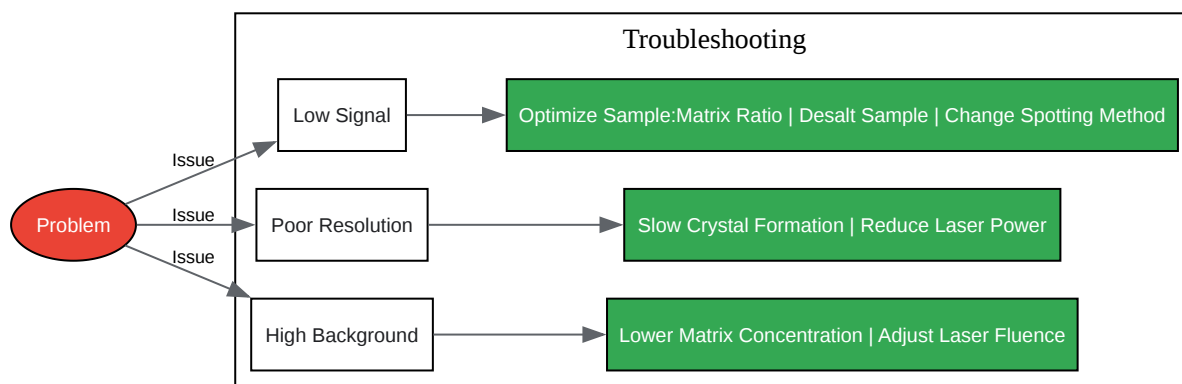 Troubleshooting
Low Signal
Optimize Sample:Matrix Ratio | Desalt Sample | Change Spotting Method
Issue
Problem
Issue
Poor Resolution
Slow Crystal Formation | Reduce Laser Power
Issue
High Background
Lower Matrix Concentration | Adjust Laser Fluence